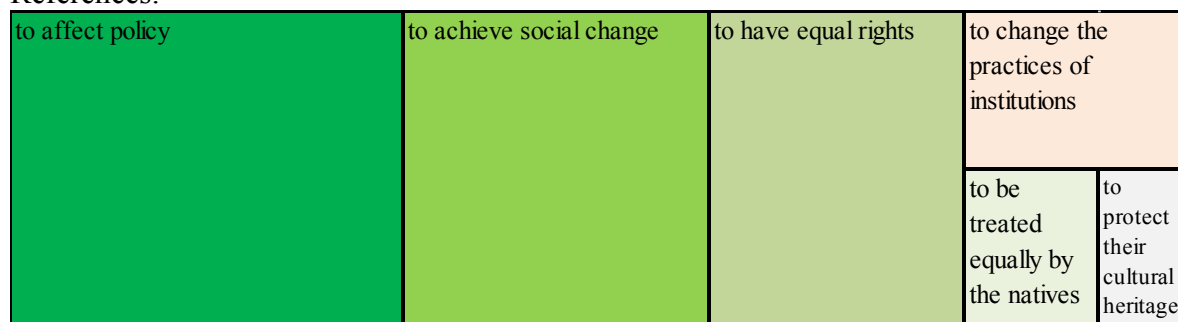 References:
to affect policy
to achieve social change
to have equal rights
to change the
practices of
institutions
to be
treated
equally by
the natives
to
protect
their
cultural
heritage